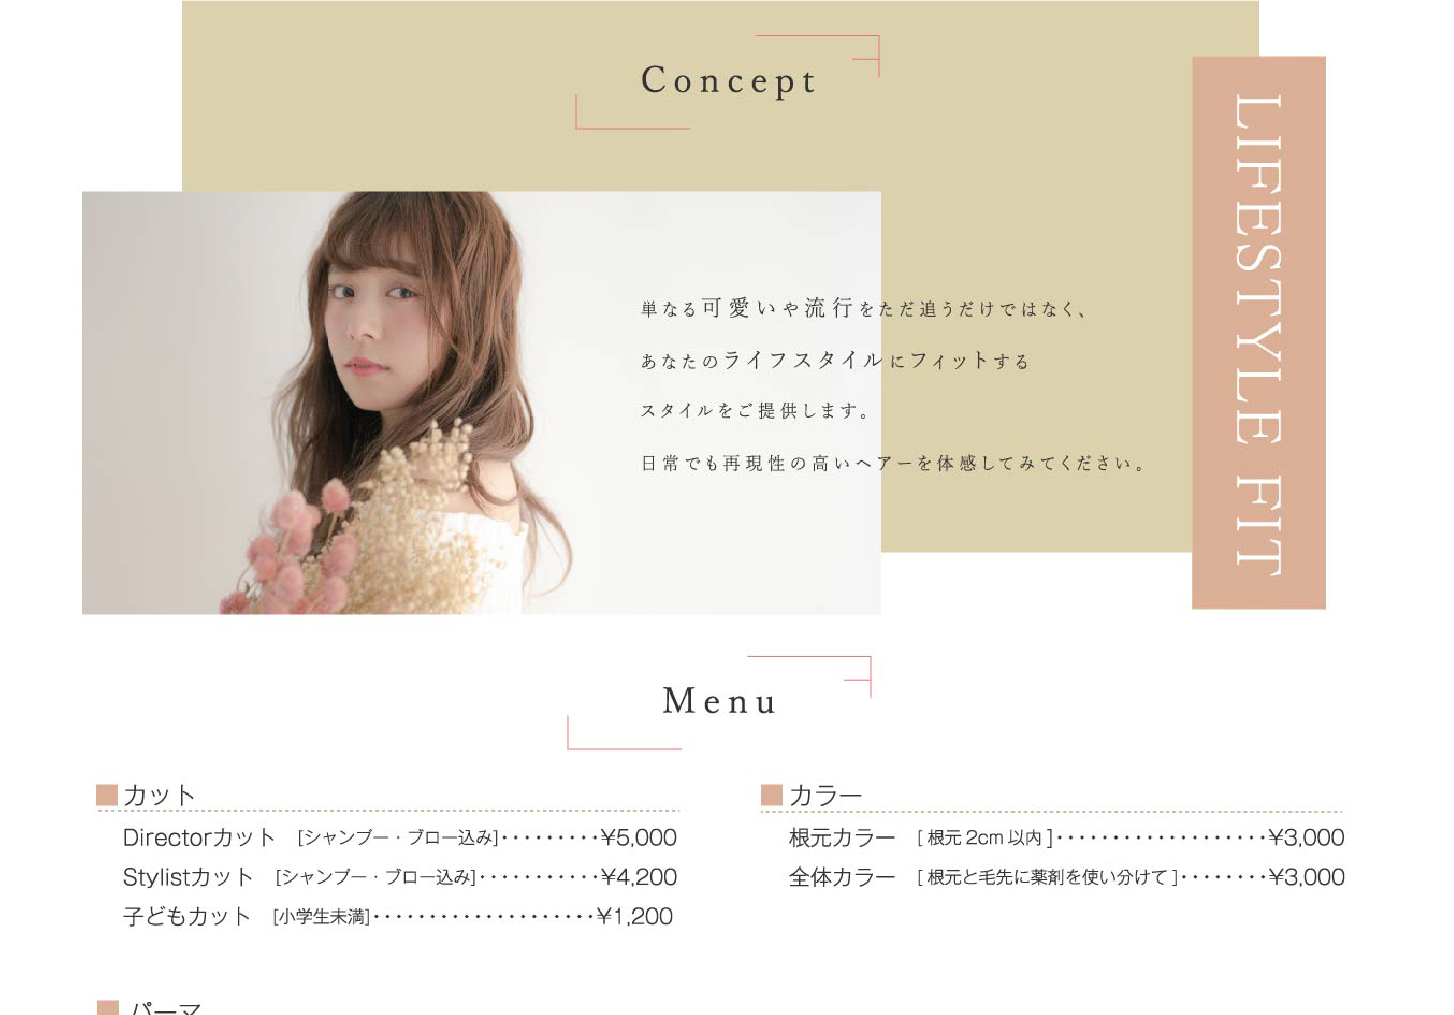 Concept
LIFESTYLE FIT
単なる可愛いや流行をただ追うだけではなく、
あなたのライフスタイルにフィットする
スタイルをご提供します。
日常でも再現性の高いヘアーを体感してみてください。
Menu
カット
Directorカット [シャンプー・ブロー込み]・・・・・・・・・¥5,000
Stylistカット [シャンプー・ブロー込み]・・・・・・・・・・・¥4,200
子どもカット [小学生未満]・・・・・・・・・・・・・・・・・・・・¥1,200
カラー
根元カラー [ 根元 2cm 以内 ]・・・・・・・・・・・・・・・・・・・¥3,000
全体カラー [ 根元と毛先に薬剤を使い分けて ]・・・・・・・・¥3,000
パーマ